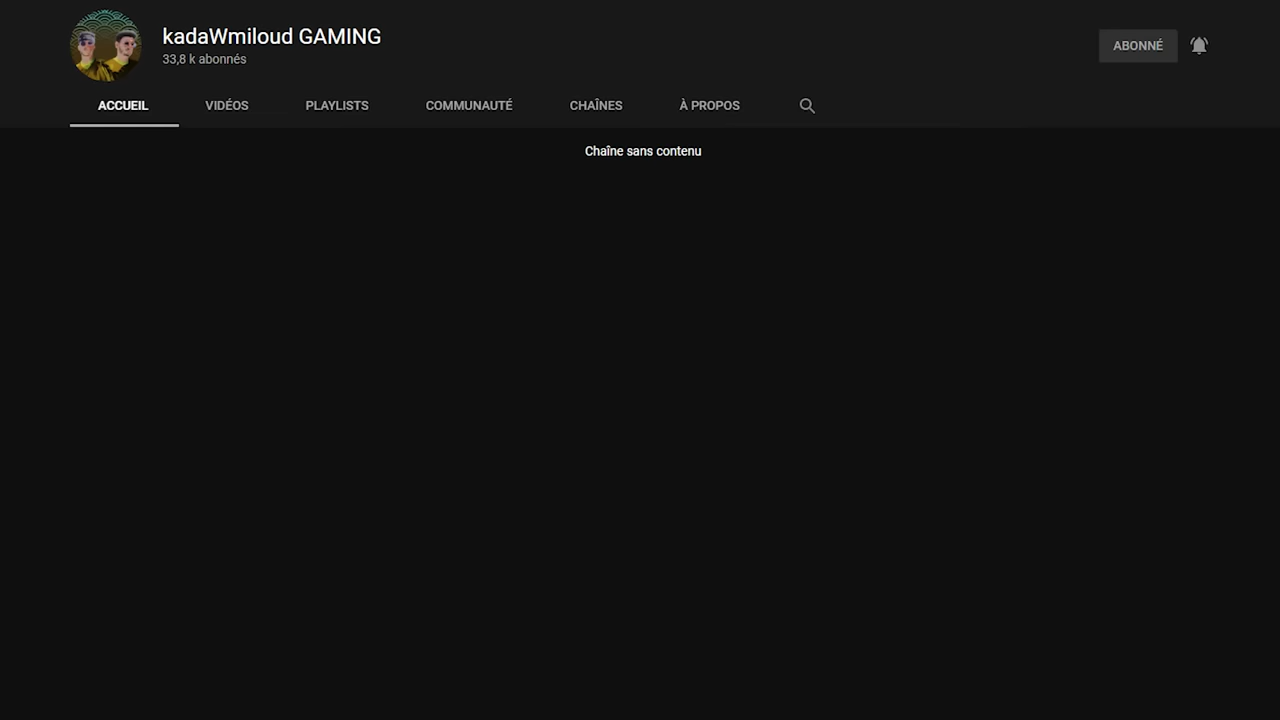 kadaWmiloud GAMING
33,8 k abonnés
ABONNÉ
ACCUEIL VIDÉOS PLAYLISTS COMMUNAUTÉ CHAÎNES À PROPOS
Chaîne sans contenu